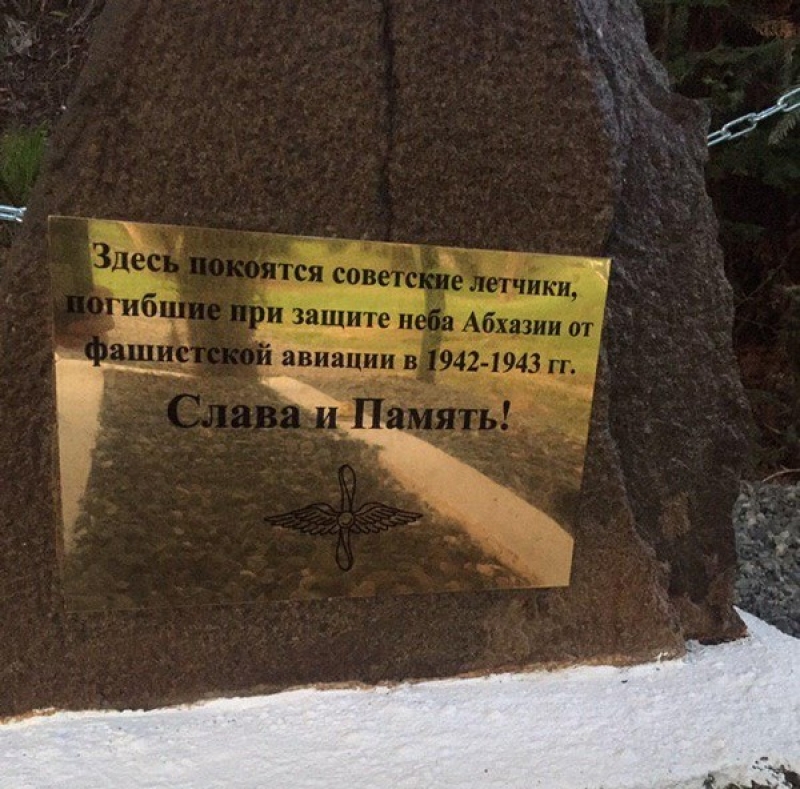 Здесь покоятся советские летчики,
погибшие при защите неба Абхазии от
фашистской авиации в 1942-1943 гг.
Слава и Память!